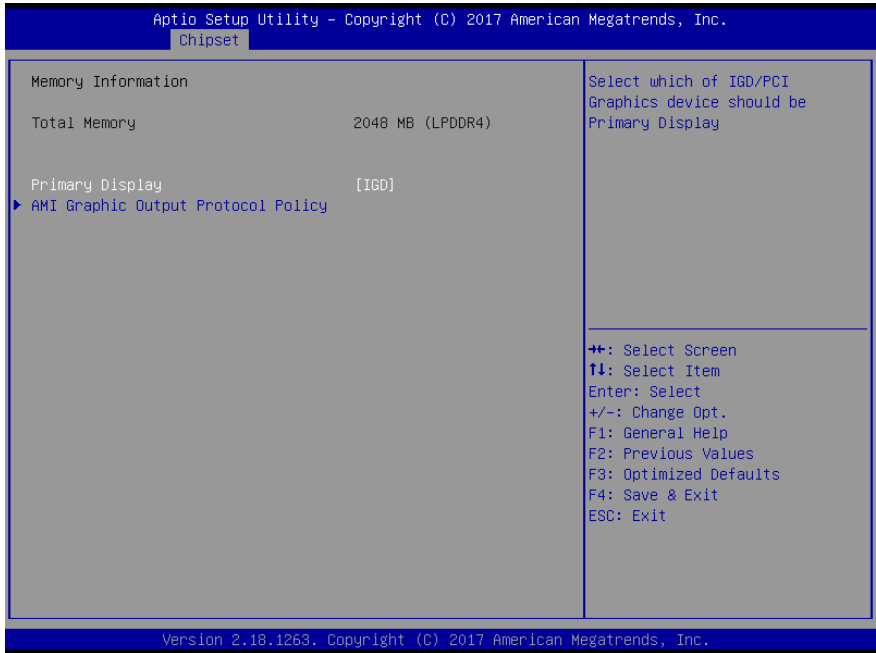 Aptio Setup Utility – Copyright (C) 2017 American Megatrends, Inc.
Chipset
Memory Information
Total Memory 2048 MB (LPDDR4)
Primary Display [IGD]
▶ AMI Graphic Output Protocol Policy
Select which of IGD/PCI
Graphics device should be
Primary Display
→←: Select Screen
↑↓: Select Item
Enter: Select
+/-: Change Opt.
F1: General Help
F2: Previous Values
F3: Optimized Defaults
F4: Save & Exit
ESC: Exit
Version 2.18.1263. Copyright (C) 2017 American Megatrends, Inc.